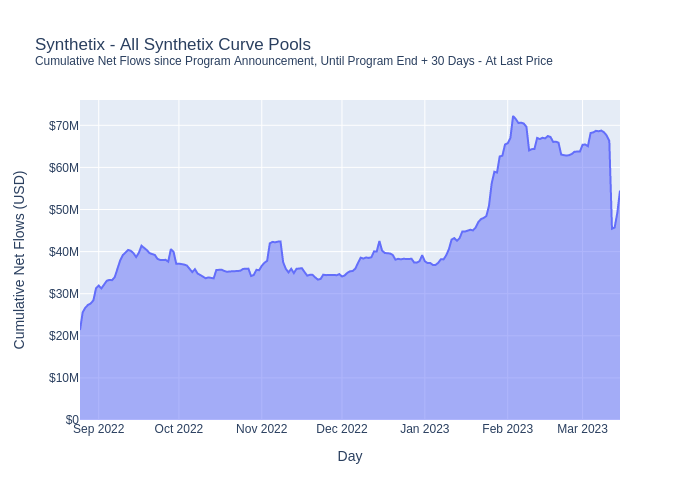 Synthetix - All Synthetix Curve Pools
Cumulative Net Flows since Program Announcement, Until Program End + 30 Days - At Last Price
Cumulative Net Flows (USD)
$70M
$60M
$50M
$40M
$30M
$20M
$10M
$0
Sep 2022
Oct 2022
Nov 2022
Dec 2022
Jan 2023
Feb 2023
Mar 2023
Day